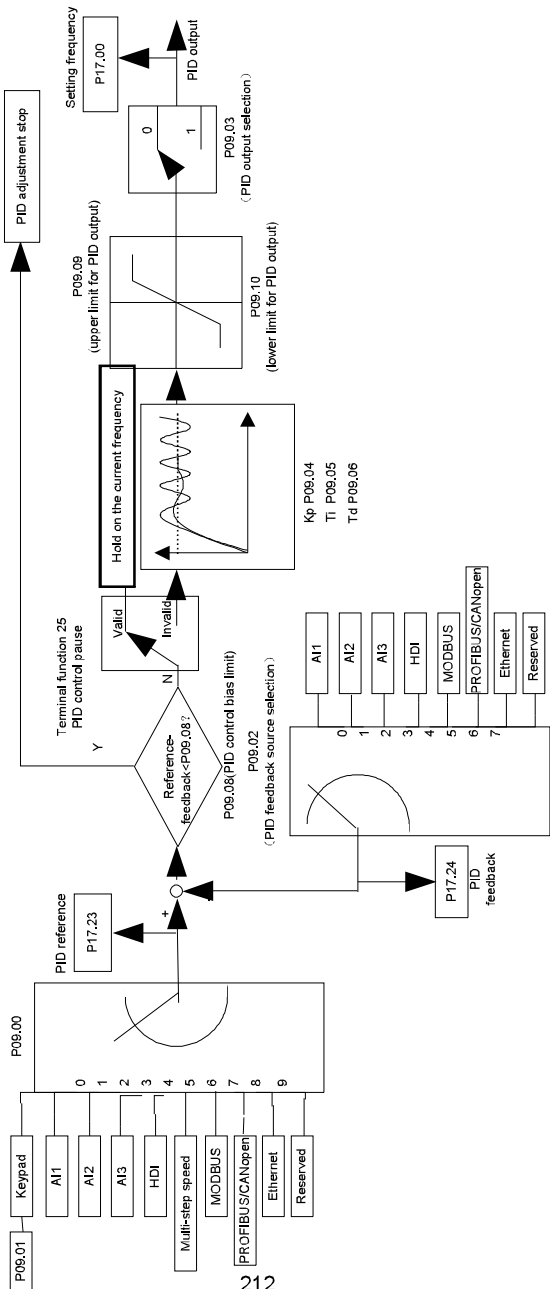 P09.01
Keypad
AI1
AI2
AI3
HDI
Multi-step speed
MODBUS
PROFIBUS/CANopen
Ethernet
Reserved
P09.00
0
1
2
3
4
5
6
7
8
9
PID reference
P17.23
+
Reference-
feedback<P09.08?
Y
N
P09.08(PID control bias limit)
P09.02
（PID feedback source selection）
0
1
2
3
4
5
6
7
AI1
AI2
AI3
HDI
MODBUS
PROFIBUS/CANopen
Ethernet
Reserved
P17.24
PID
feedback
Terminal function 25
PID control pause
Valid
Invalid
Hold on the current frequency
Kp P09.04
Ti P09.05
Td P09.06
P09.09
(upper limit for PID output)
P09.10
(lower limit for PID output)
0
1
P09.03
（PID output selection）
Setting frequency
P17.00
PID output
PID adjustment stop
212